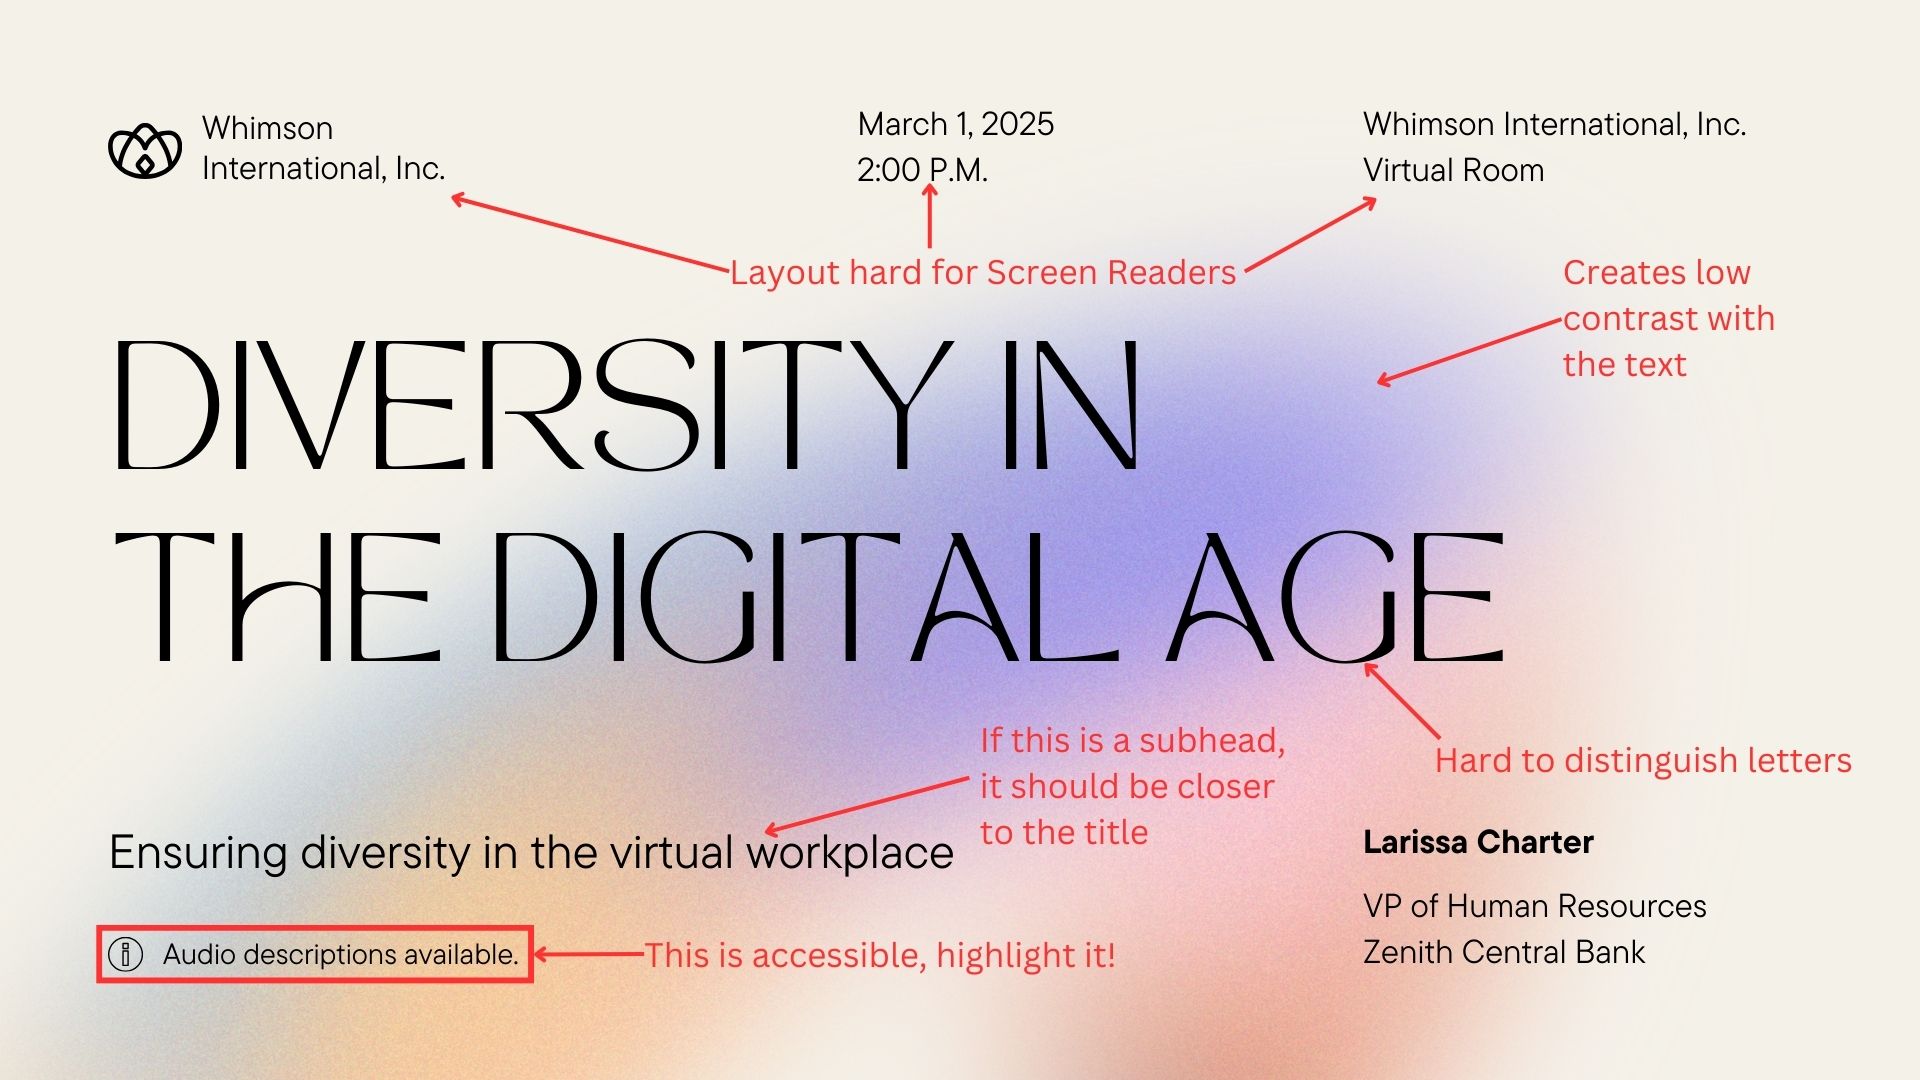 Whimson
International, Inc.
March 1, 2025
2:00 P.M.
Whimson International, Inc.
Virtual Room
Layout hard for Screen Readers
Creates low
contrast with
the text
DIVERSITY IN
THE DIGITAL AGE
If this is a subhead,
it should be closer
to the title
Hard to distinguish letters
Ensuring diversity in the virtual workplace
Larissa Charter
VP of Human Resources
Zenith Central Bank
i Audio descriptions available.
This is accessible, highlight it!